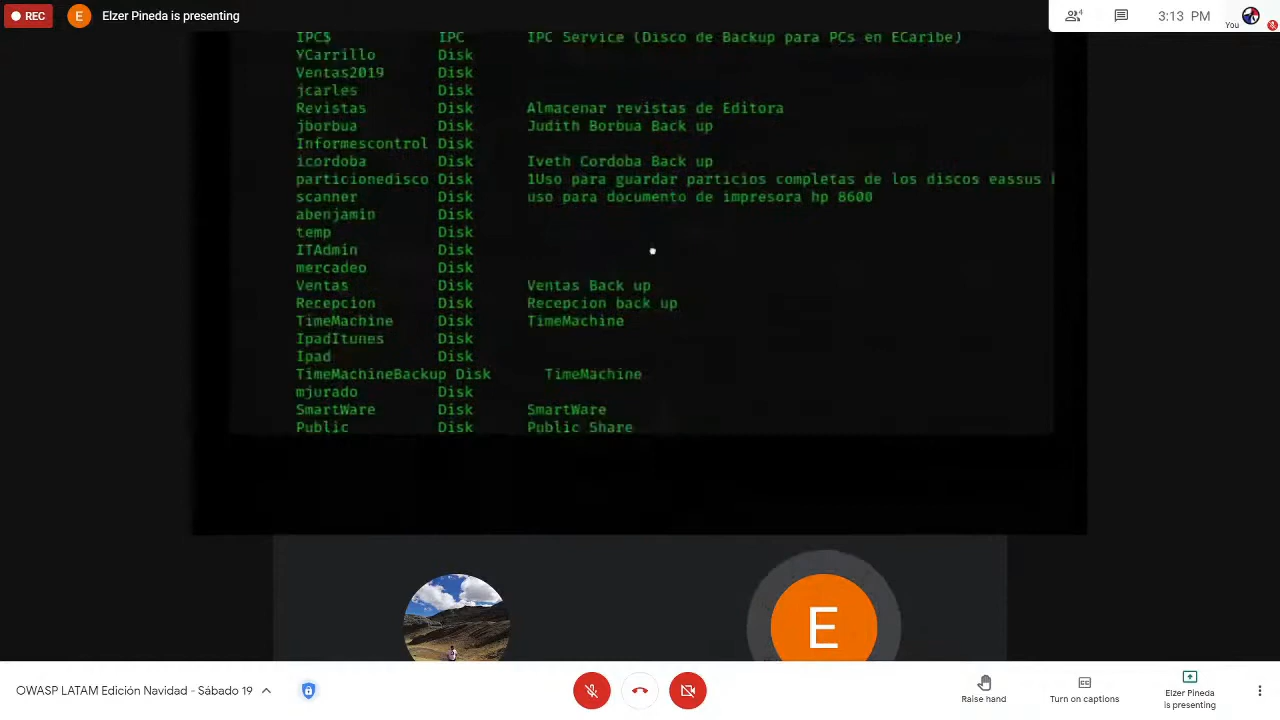 REC
E
Elzer Pineda is presenting
4
3:13 PM
You
IPC$ IPC IPC Service (Disco de Backup para PCs en ECaribe)
YCarrillo Disk
Ventas2019 Disk
jcarles Disk
Revistas Disk Almacenar revistas de Editora
jborbua Disk Judith Borbua Back up
Informescontrol Disk
icordoba Disk Iveth Cordoba Back up
particionedisco Disk 1Uso para guardar particios completas de los discos eassus
scanner Disk uso para documento de impresora hp 8600
abenjamin Disk
temp Disk
ITAdmin Disk
mercadeo Disk
Ventas Disk Ventas Back up
Recepcion Disk Recepcion back up
TimeMachine Disk TimeMachine
IpadItunes Disk
Ipad Disk
TimeMachineBackup Disk TimeMachine
mjurado Disk
SmartWare Disk SmartWare
Public Disk Public Share
E
OWASP LATAM Edición Navidad - Sábado 19
Raise hand
CC
Turn on captions
Elzer Pineda
is presenting